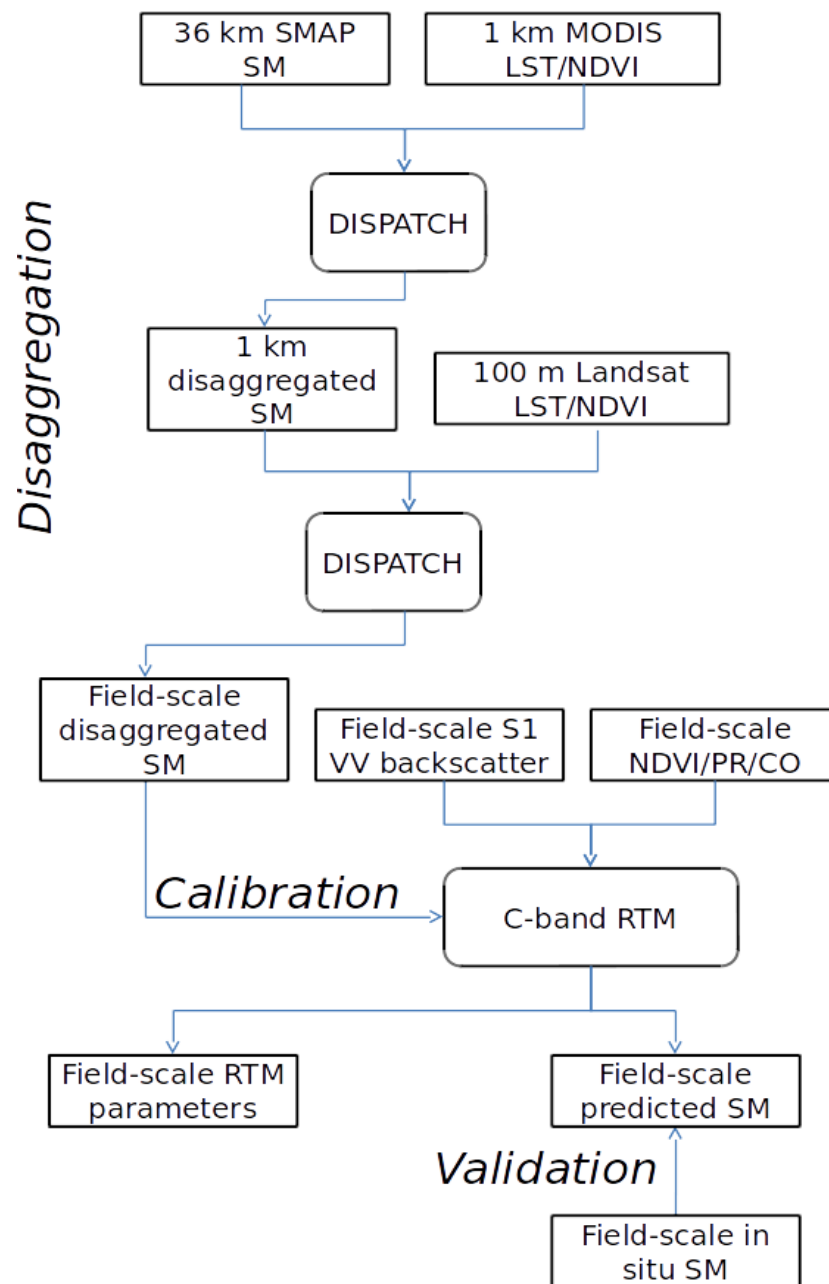 36 km SMAP
SM
1 km MODIS
LST/NDVI
Disaggregation
DISPATCH
1 km
disaggregated
SM
100 m Landsat
LST/NDVI
DISPATCH
Field-scale
disaggregated
SM
Field-scale S1
VV backscatter
Field-scale
NDVI/PR/CO
Calibration
C-band RTM
Field-scale RTM
parameters
Field-scale
predicted SM
Validation
Field-scale in
situ SM